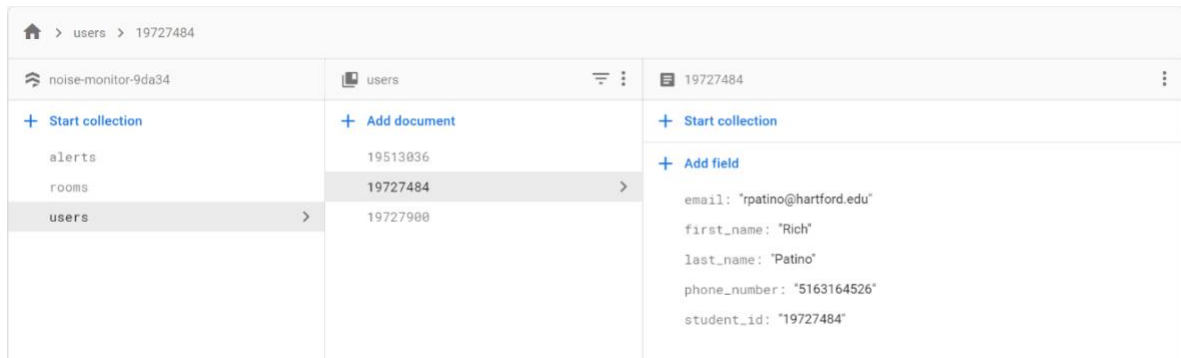 users > 19727484
noise-monitor-9da34
+ Start collection
alerts
rooms
users >
users
+ Add document
19513036
19727484 >
19727900
19727484
+ Start collection
+ Add field
email: "rpatino@hartford.edu"
first_name: "Rich"
last_name: "Patino"
phone_number: "5163164526"
student_id: "19727484"